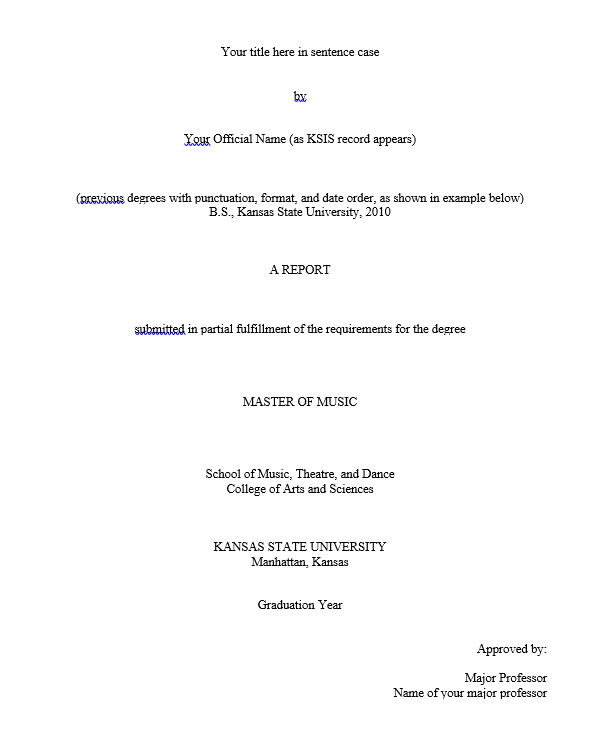 Your title here in sentence case
by
Your Official Name (as KSIS record appears)
(previous degrees with punctuation, format, and date order, as shown in example below)
B.S., Kansas State University, 2010
A REPORT
submitted in partial fulfillment of the requirements for the degree
MASTER OF MUSIC
School of Music, Theatre, and Dance
College of Arts and Sciences
KANSAS STATE UNIVERSITY
Manhattan, Kansas
Graduation Year
Approved by:
Major Professor
Name of your major professor